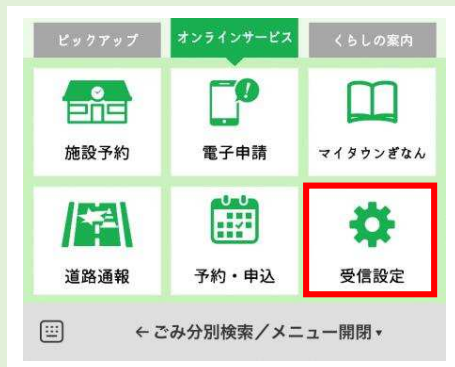 ピックアップ
オンラインサービス
くらしの案内
施設予約
電子申請
マイタウンぎなん
道路通報
予約・申込
受信設定
←ごみ分別検索／メニュー開閉▾